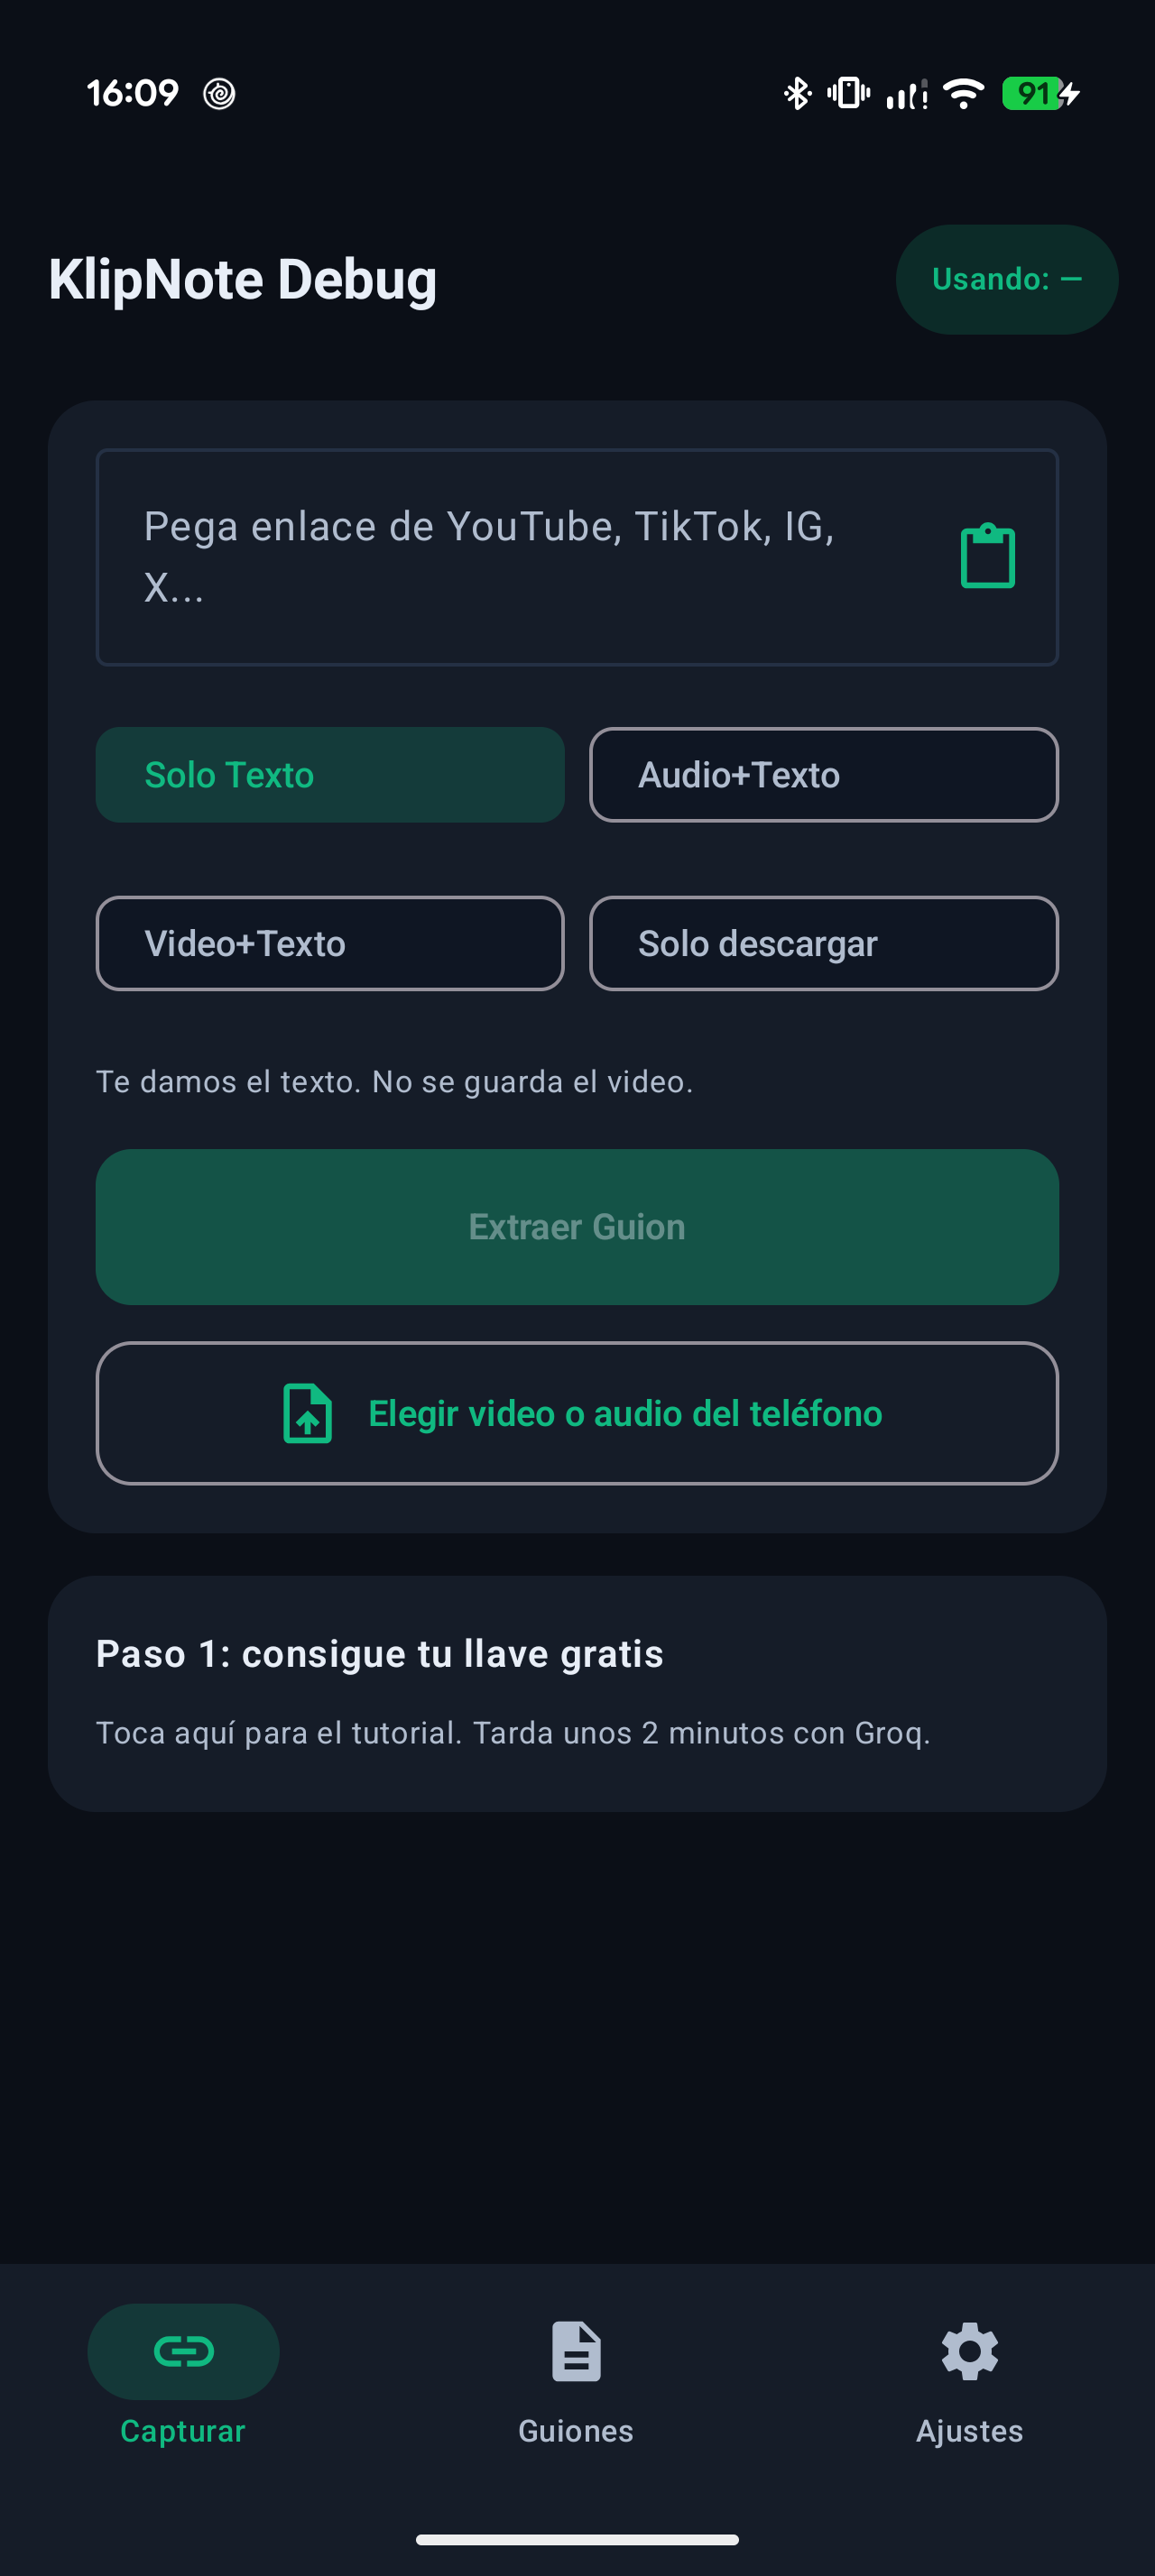 16:09
91
KlipNote Debug
Usando: —
Pega enlace de YouTube, TikTok, IG,
X...
Solo Texto
Audio+Texto
Video+Texto
Solo descargar
Te damos el texto. No se guarda el video.
Extraer Guion
Elegir video o audio del teléfono
Paso 1: consigue tu llave gratis
Toca aquí para el tutorial. Tarda unos 2 minutos con Groq.
Capturar
Guiones
Ajustes